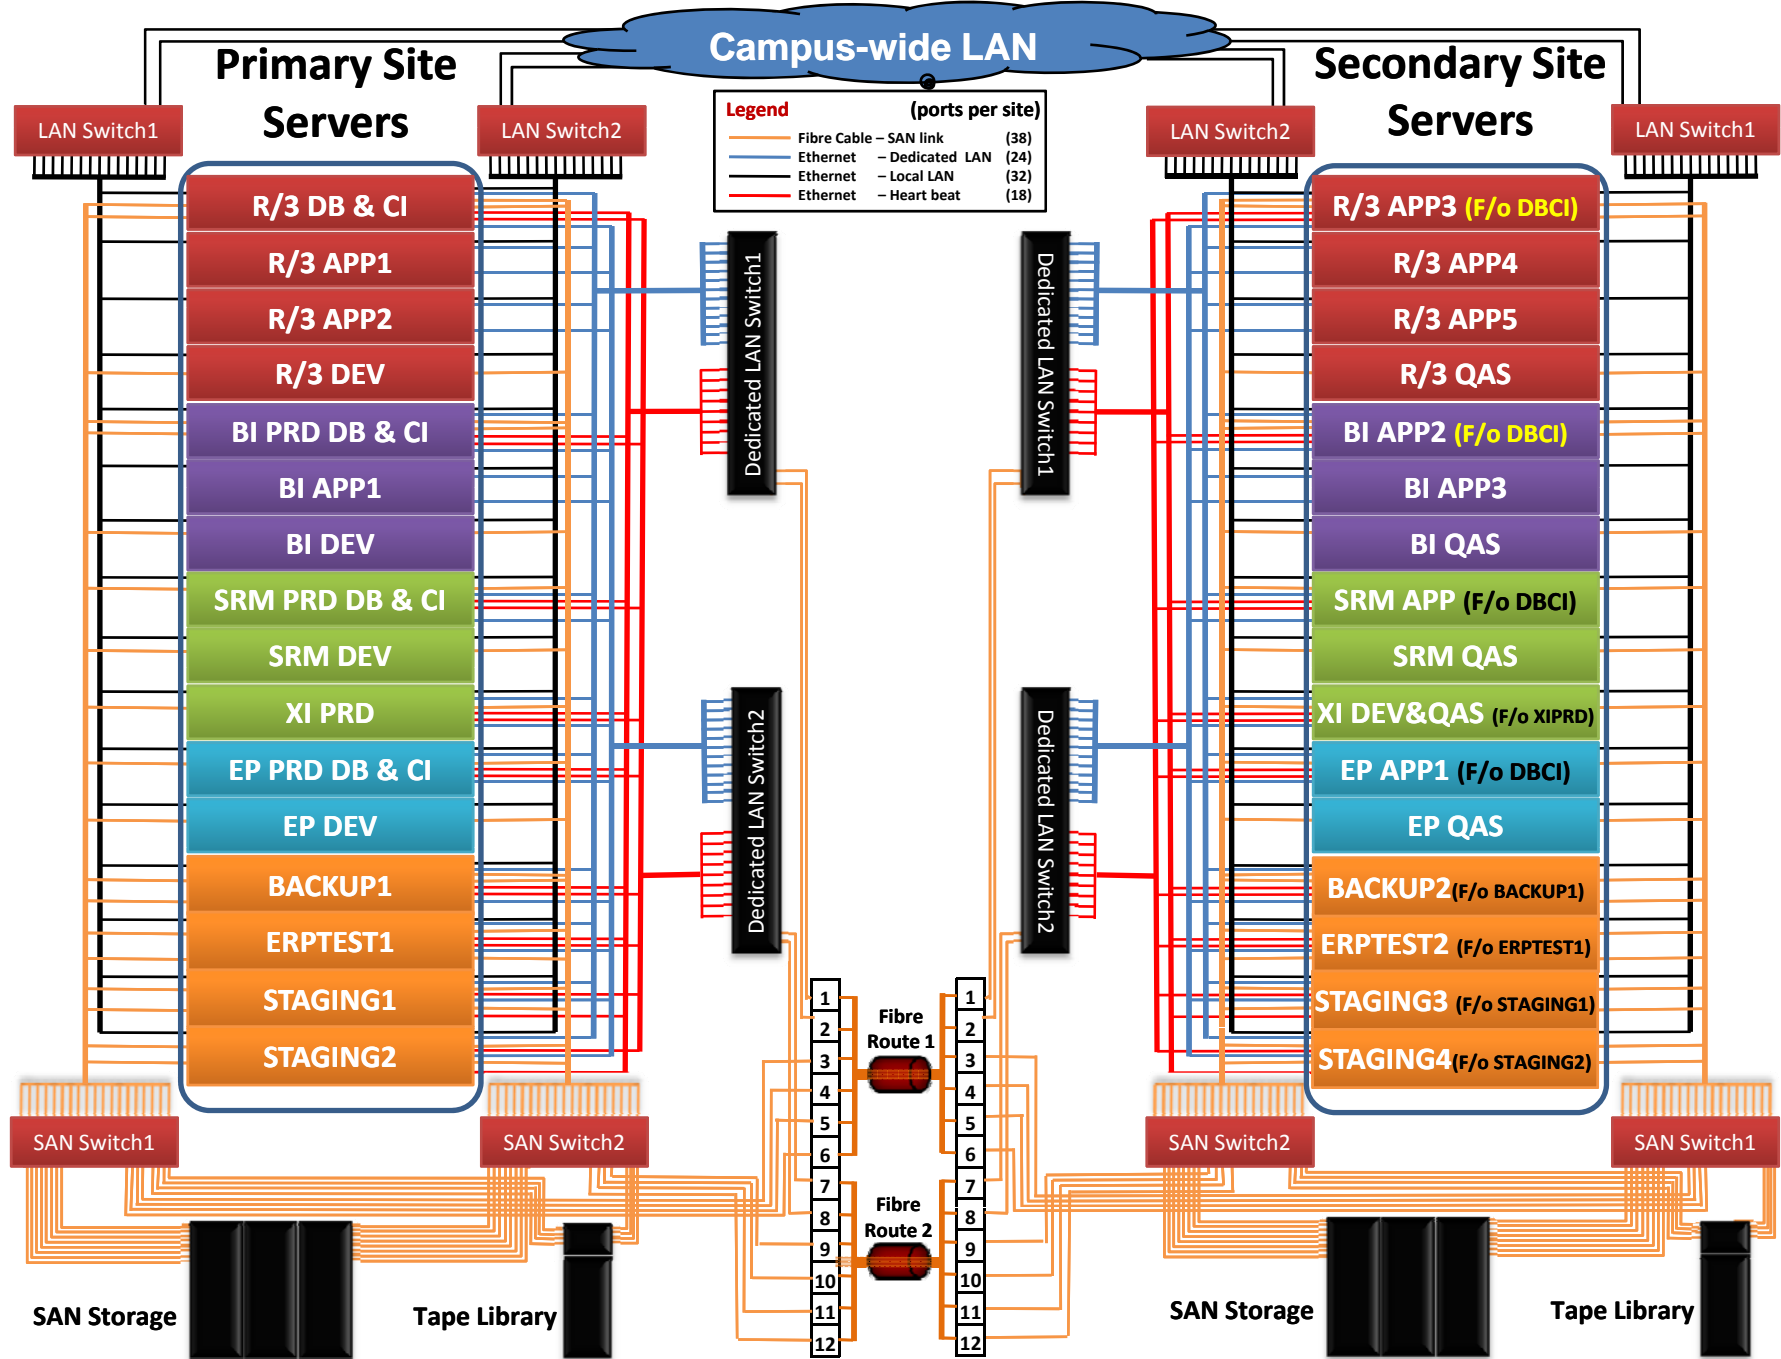 Campus-wide LAN
Primary Site
Servers
Secondary Site
Servers
LAN Switch1
LAN Switch2
LAN Switch2
LAN Switch1
Legend (ports per site)
Fibre Cable – SAN link (38)
Ethernet – Dedicated LAN (24)
Ethernet – Local LAN (32)
Ethernet – Heart beat (18)
R/3 DB & CI
R/3 APP1
R/3 APP2
R/3 DEV
BI PRD DB & CI
BI APP1
BI DEV
SRM PRD DB & CI
SRM DEV
XI PRD
EP PRD DB & CI
EP DEV
BACKUP1
ERPTEST1
STAGING1
STAGING2
Dedicated LAN Switch1
Dedicated LAN Switch2
Dedicated LAN Switch1
Dedicated LAN Switch2
R/3 APP3 (F/o DBCI)
R/3 APP4
R/3 APP5
R/3 QAS
BI APP2 (F/o DBCI)
BI APP3
BI QAS
SRM APP (F/o DBCI)
SRM QAS
XI DEV&QAS (F/o XIPRD)
EP APP1 (F/o DBCI)
EP QAS
BACKUP2(F/o BACKUP1)
ERPTEST2 (F/o ERPTEST1)
STAGING3 (F/o STAGING1)
STAGING4(F/o STAGING2)
1
2
3
4
5
6
7
8
9
10
11
12
Fibre
Route 1
Fibre
Route 2
1
2
3
4
5
6
7
8
9
10
11
12
SAN Switch1
SAN Switch2
SAN Switch2
SAN Switch1
SAN Storage
Tape Library
SAN Storage
Tape Library